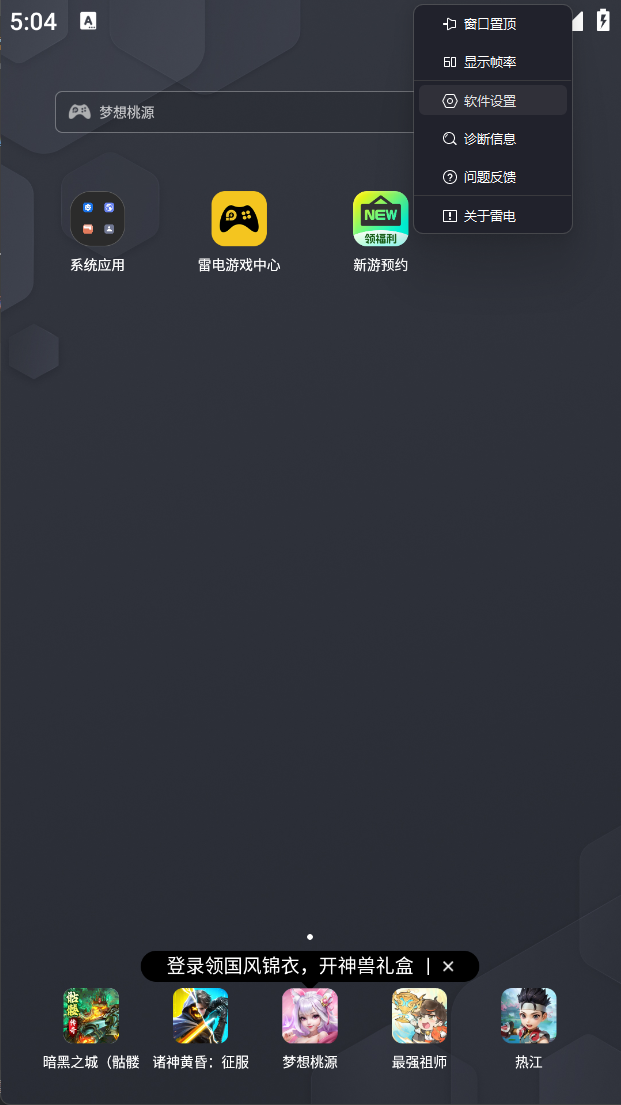 5:04
A
窗口置顶
显示帧率
软件设置
诊断信息
问题反馈
关于雷电
梦想桃源
NEW
领福利
系统应用
雷电游戏中心
新游预约
登录领国风锦衣，开神兽礼盒 | ×
骷髅
传奇
暗黑之城（骷髅
诸神黄昏：征服
梦想桃源
最强祖师
热江